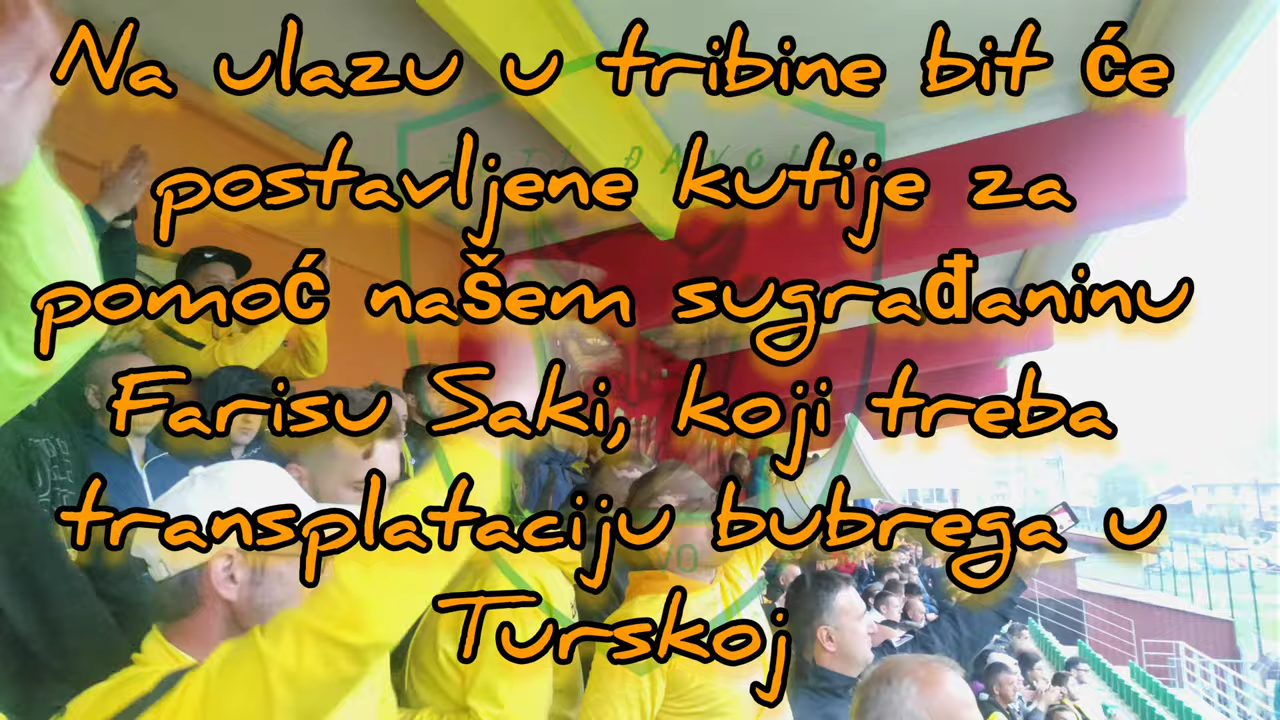 Na ulazu u tribine bit će
postavljene kutije za
pomoć našem sugrađaninu
Farisu Saki, koji treba
transplataciju bubrega u
Turskoj